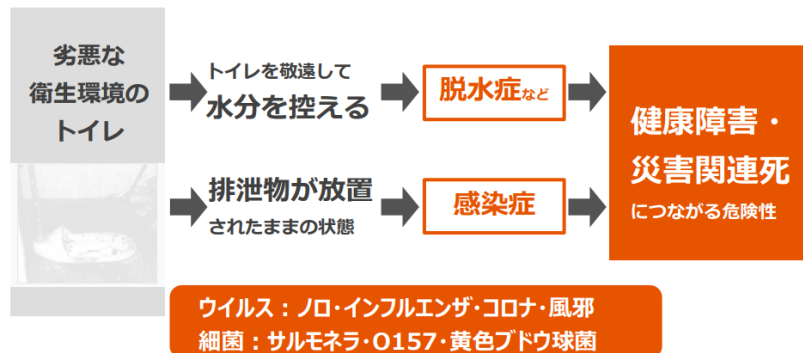 劣悪な
衛生環境の
トイレ
トイレを敬遠して
水分を控える
脱水症など
排泄物が放置
されたままの状態
感染症
健康障害・
災害関連死
につながる危険性
ウイルス：ノロ・インフルエンザ・コロナ・風邪
細菌：サルモネラ・O157・黄色ブドウ球菌